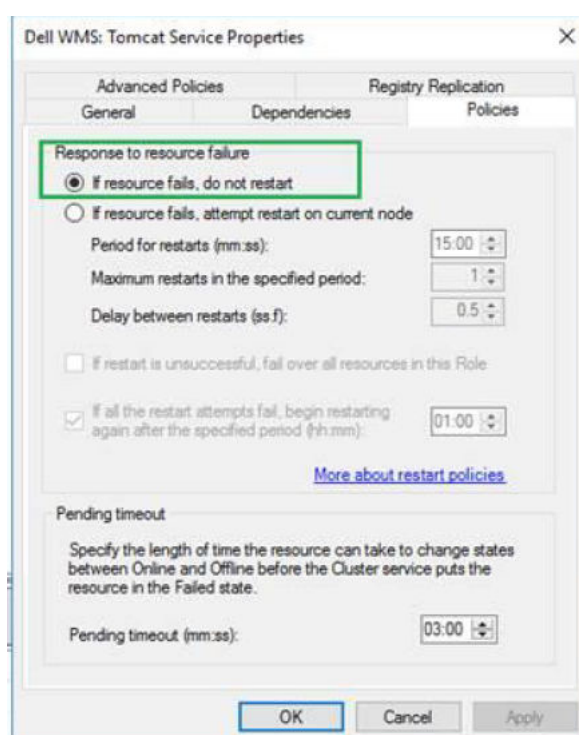 Dell WMS: Tomcat Service Properties
Advanced Policies
Registry Replication
General
Dependencies
Policies
Response to resource failure
If resource fails, do not restart
If resource fails, attempt restart on current node
Period for restarts (mm:ss):
15:00
Maximum restarts in the specified period:
1
Delay between restarts (ss.f):
0.5
If restart is unsuccessful, fail over all resources in this Role
If all the restart attempts fail, begin restarting
again after the specified period (hh:mm):
01:00
More about restart policies
Pending timeout
Specify the length of time the resource can take to change states
between Online and Offline before the Cluster service puts the
resource in the Failed state.
Pending timeout (mm:ss):
03:00
OK
Cancel
Apply